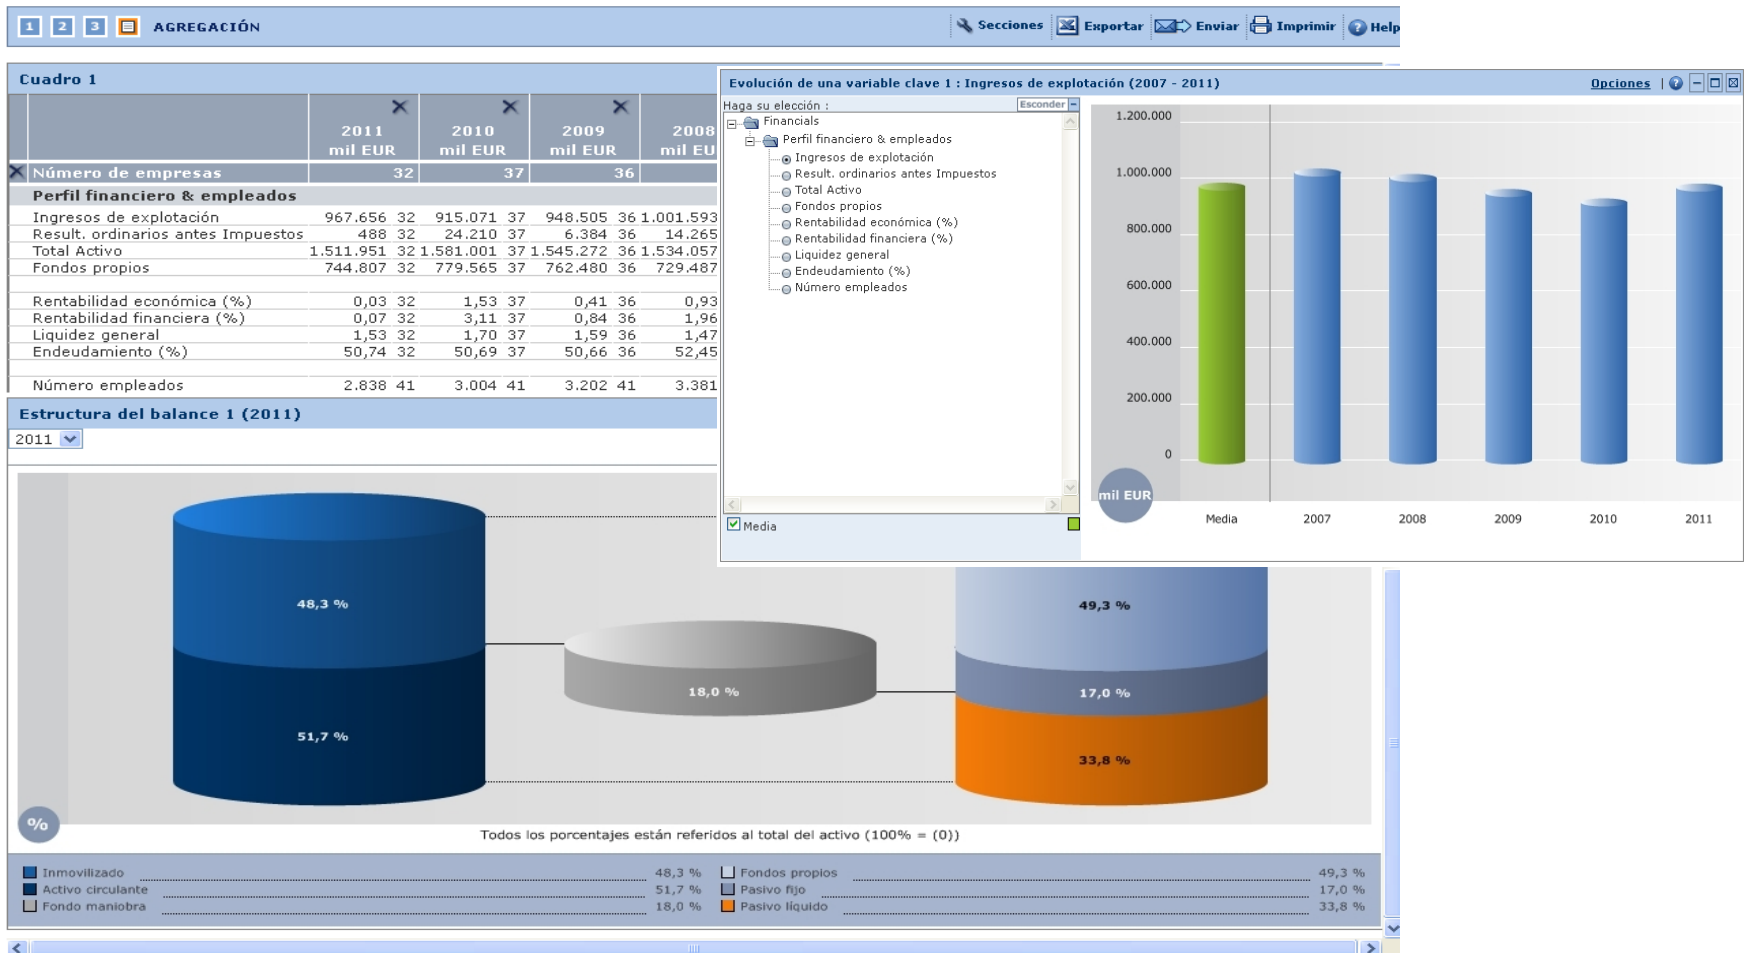 1 2 3 AGREGACIÓN Secciones Exportar Enviar Imprimir ? Help
Cuadro 1
2011 2010 2009 2008
mil EUR mil EUR mil EUR mil EU
Número de empresas 32 37 36
Perfil financiero & empleados
Ingresos de explotación 967.656 32 915.071 37 948.505 36 1.001.593
Result. ordinarios antes Impuestos 488 32 24.210 37 6.384 36 14.265
Total Activo 1.511.951 32 1.581.001 37 1.545.272 36 1.534.057
Fondos propios 744.807 32 779.565 37 762.480 36 729.487
Rentabilidad económica (%) 0,03 32 1,53 37 0,41 36 0,93
Rentabilidad financiera (%) 0,07 32 3,11 37 0,84 36 1,96
Liquidez general 1,53 32 1,70 37 1,59 36 1,47
Endeudamiento (%) 50,74 32 50,69 37 50,66 36 52,45
Número empleados 2.838 41 3.004 41 3.202 41 3.381
Evolución de una variable clave 1 : Ingresos de explotación (2007 - 2011) Opciones | ?
Haga su elección : Esconder
Financials
Perfil financiero & empleados
Ingresos de explotación
Result. ordinarios antes Impuestos
Total Activo
Fondos propios
Rentabilidad económica (%)
Rentabilidad financiera (%)
Liquidez general
Endeudamiento (%)
Número empleados
Media
1.200.000
1.000.000
800.000
600.000
400.000
200.000
0
mil EUR
Media 2007 2008 2009 2010 2011
Estructura del balance 1 (2011)
2011
48,3 % 49,3 %
18,0 % 17,0 %
51,7 % 33,8 %
%
Todos los porcentajes están referidos al total del activo (100% = (0))
Inmovilizado 48,3 % Fondos propios 49,3 %
Activo circulante 51,7 % Pasivo fijo 17,0 %
Fondo maniobra 18,0 % Pasivo líquido 33,8 %